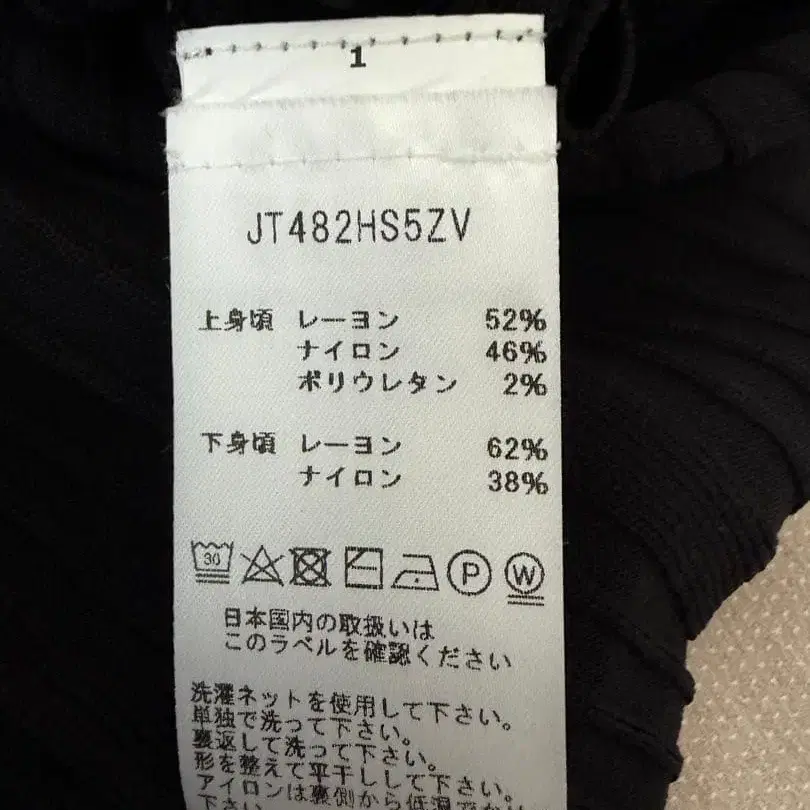 1
JT482HS5ZV
上身頃 レーヨン 52%
ナイロン 46%
ポリウレタン 2%
下身頃 レーヨン 62%
ナイロン 38%
30
P
W
日本国内の取扱いは
このラベルを確認ください
洗濯ネットを使用して下さい。
単独で洗って下さい。
裏返して洗って下さい。
形を整えて平干しして下さい。
アイロンは裏側から低温でかけ
下さい